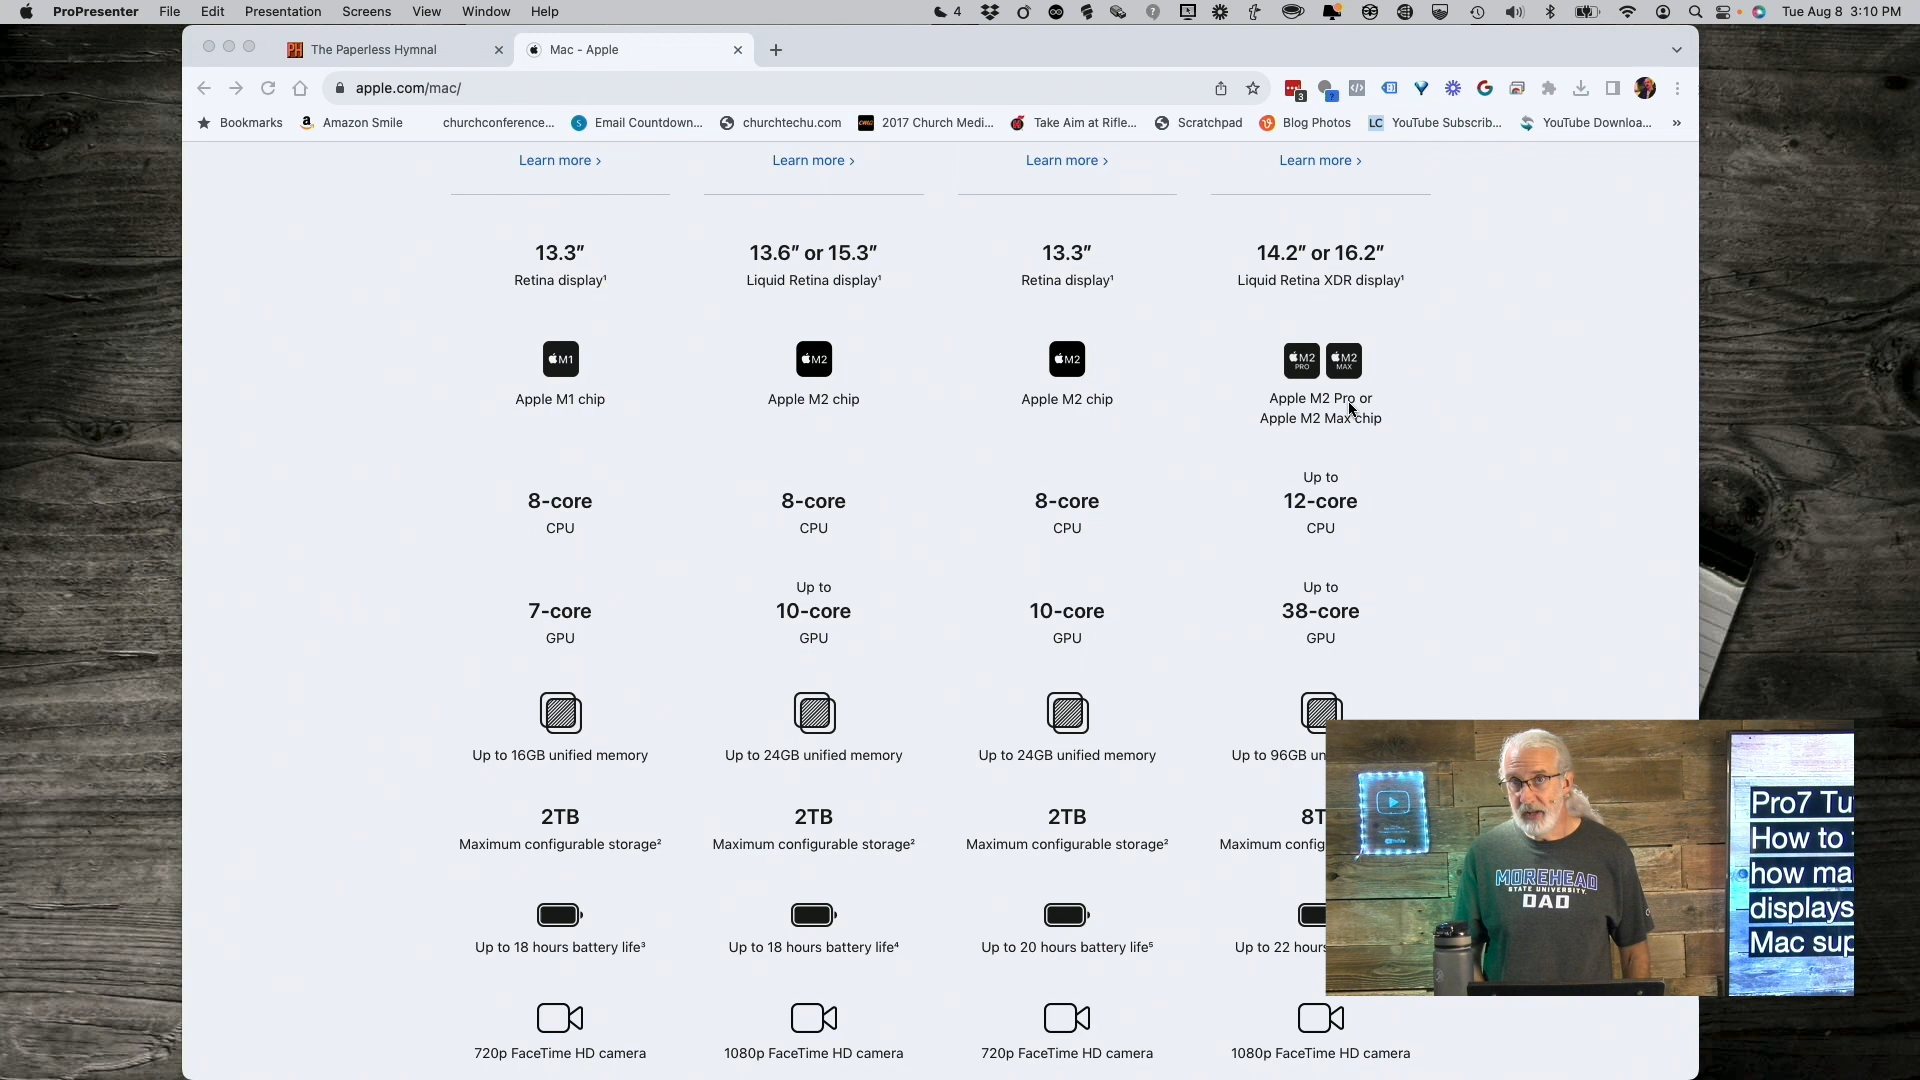 ProPresenter File Edit Presentation Screens View Window Help 4 Tue Aug 8 3:10 PM
The Paperless Hymnal Mac - Apple
apple.com/mac/
3 ?
Bookmarks Amazon Smile churchconference... Email Countdown... churchtechu.com 2017 Church Medi... Take Aim at Rifle... Scratchpad Blog Photos LC YouTube Subscrib... YouTube Downloa... »
Learn more > Learn more > Learn more > Learn more >
13.3″ 13.6″ or 15.3″ 13.3″ 14.2″ or 16.2″
Retina display¹ Liquid Retina display¹ Retina display¹ Liquid Retina XDR display¹
M1 M2 M2 M2 PRO M2 MAX
Apple M1 chip Apple M2 chip Apple M2 chip Apple M2 Pro or
Apple M2 Max chip
Up to
8-core 8-core 8-core 12-core
CPU CPU CPU CPU
Up to Up to
7-core 10-core 10-core 38-core
GPU GPU GPU GPU
Up to 16GB unified memory Up to 24GB unified memory Up to 24GB unified memory Up to 96GB un
2TB 2TB 2TB 8T
Maximum configurable storage² Maximum configurable storage² Maximum configurable storage² Maximum config
Up to 18 hours battery life³ Up to 18 hours battery life⁴ Up to 20 hours battery life⁵ Up to 22 hours
720p FaceTime HD camera 1080p FaceTime HD camera 720p FaceTime HD camera 1080p FaceTime HD camera
MOREHEAD
STATE UNIVERSITY
DAD
Pro7 Tu
How to
how ma
displays
Mac sup